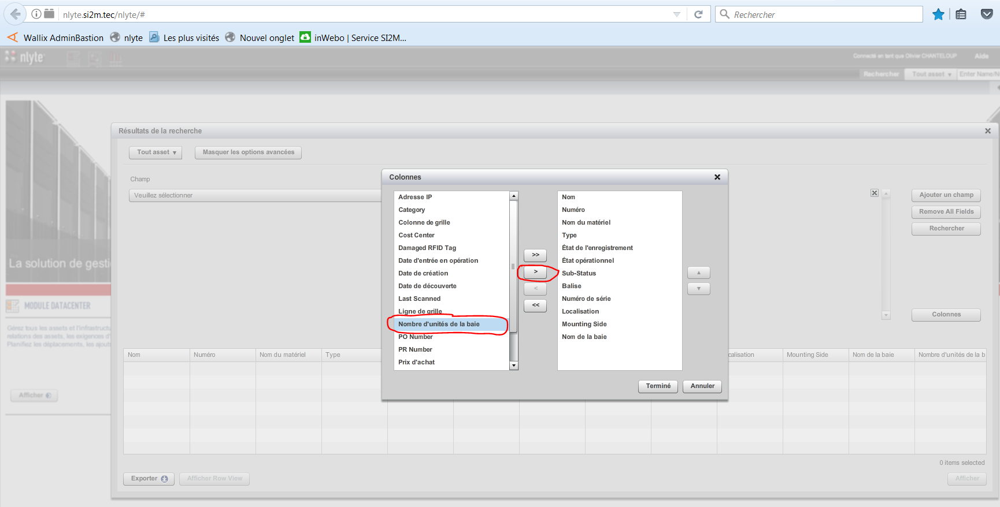 nlyte.si2m.tec/nlyte/#
Rechercher
Wallix AdminBastion
nlyte
Les plus visités
Nouvel onglet
inWebo | Service SI2M...
nlyte
Connecté en tant que Olivier CHANTELOUP
Aide
Rechercher
Tout asset
Enter Name/N
Résultats de la recherche
Tout asset
Masquer les options avancées
Champ
Veuillez sélectionner
Ajouter un champ
Remove All Fields
Rechercher
Colonnes
Colonnes
Adresse IP
Category
Colonne de grille
Cost Center
Damaged RFID Tag
Date d'entrée en opération
Date de création
Date de découverte
Last Scanned
Ligne de grille
Nombre d'unités de la baie
PO Number
PR Number
Prix d'achat
>>
>
<
<<
Nom
Numéro
Nom du matériel
Type
État de l'enregistrement
État opérationnel
Sub-Status
Balise
Numéro de série
Localisation
Mounting Side
Nom de la baie
Terminé
Annuler
La solution de gesti
MODULE DATACENTER
Gérez tous les assets et l'infrastructu
relations des assets, les exigences d'
Planifiez les déplacements, les ajout
Afficher
Nom
Numéro
Nom du matériel
Type
calisation
Mounting Side
Nom de la baie
Nombre d'unités de la b
0 items selected
Exporter
Afficher Row View
Afficher